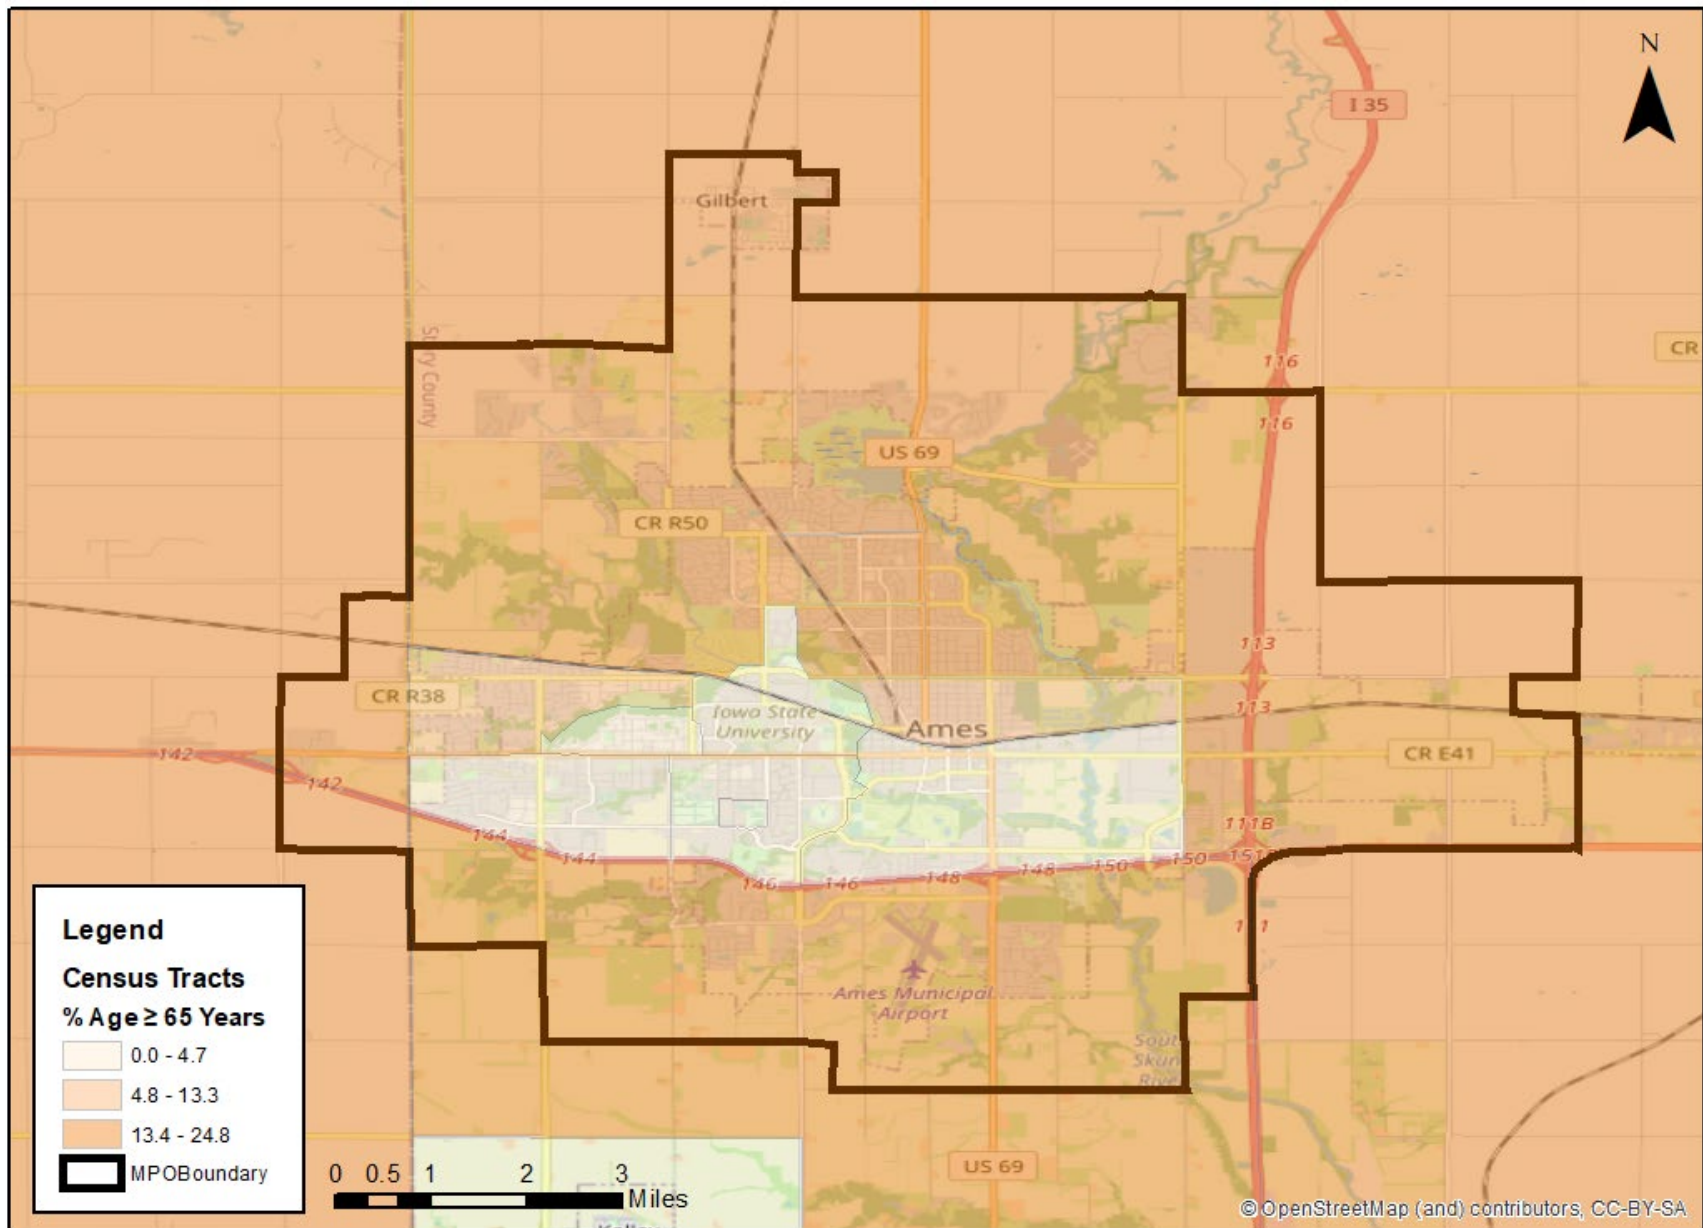 N
I 35
Gilbert
Story County
CR
116
116
US 69
CR R50
113
113
CR R38
Iowa State
University
Ames
CR E41
142
142
144
144
111B
146
146
148
148
150
150
Ames Municipal
Airport
Legend
Census Tracts
% Age ≥ 65 Years
0.0 - 4.7
4.8 - 13.3
13.4 - 24.8
MPOBoundary
0 0.5 1 2 3
Miles
US 69
© OpenStreetMap (and) contributors, CC-BY-SA